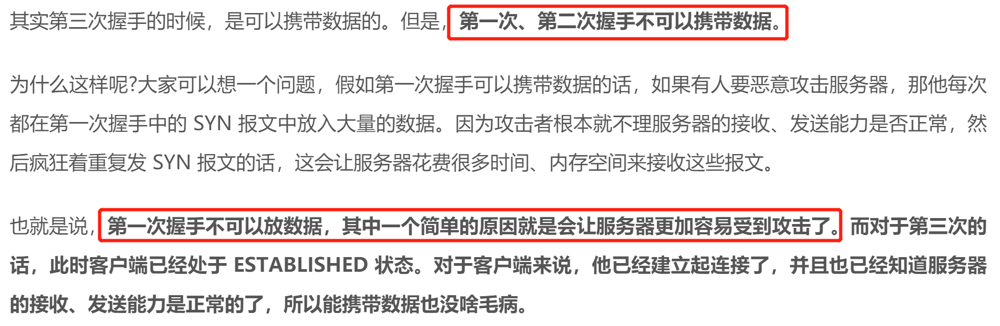 其实第三次握手的时候，是可以携带数据的。但是，第一次、第二次握手不可以携带数据。
为什么这样呢?大家可以想一个问题，假如第一次握手可以携带数据的话，如果有人要恶意攻击服务器，那他每次
都在第一次握手中的 SYN 报文中放入大量的数据。因为攻击者根本就不理服务器的接收、发送能力是否正常，然
后疯狂着重复发 SYN 报文的话，这会让服务器花费很多时间、内存空间来接收这些报文。
也就是说，第一次握手不可以放数据，其中一个简单的原因就是会让服务器更加容易受到攻击了。而对于第三次的
话，此时客户端已经处于 ESTABLISHED 状态。对于客户端来说，他已经建立起连接了，并且也已经知道服务器
的接收、发送能力是正常的了，所以能携带数据也没啥毛病。